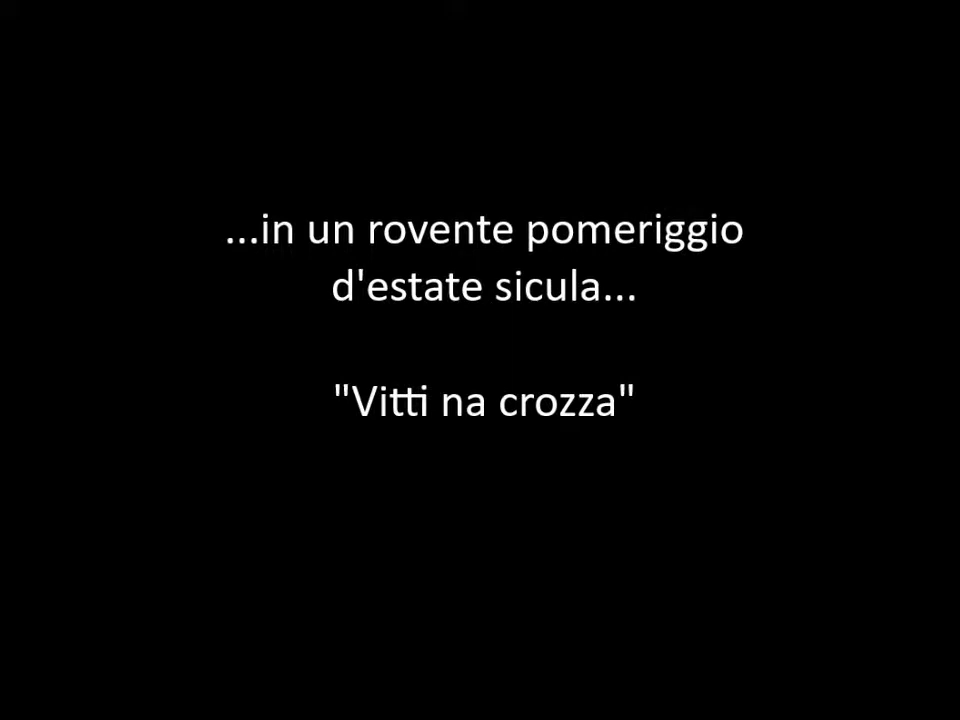 ...in un rovente pomeriggio
d'estate sicula...
"Vitti na crozza"